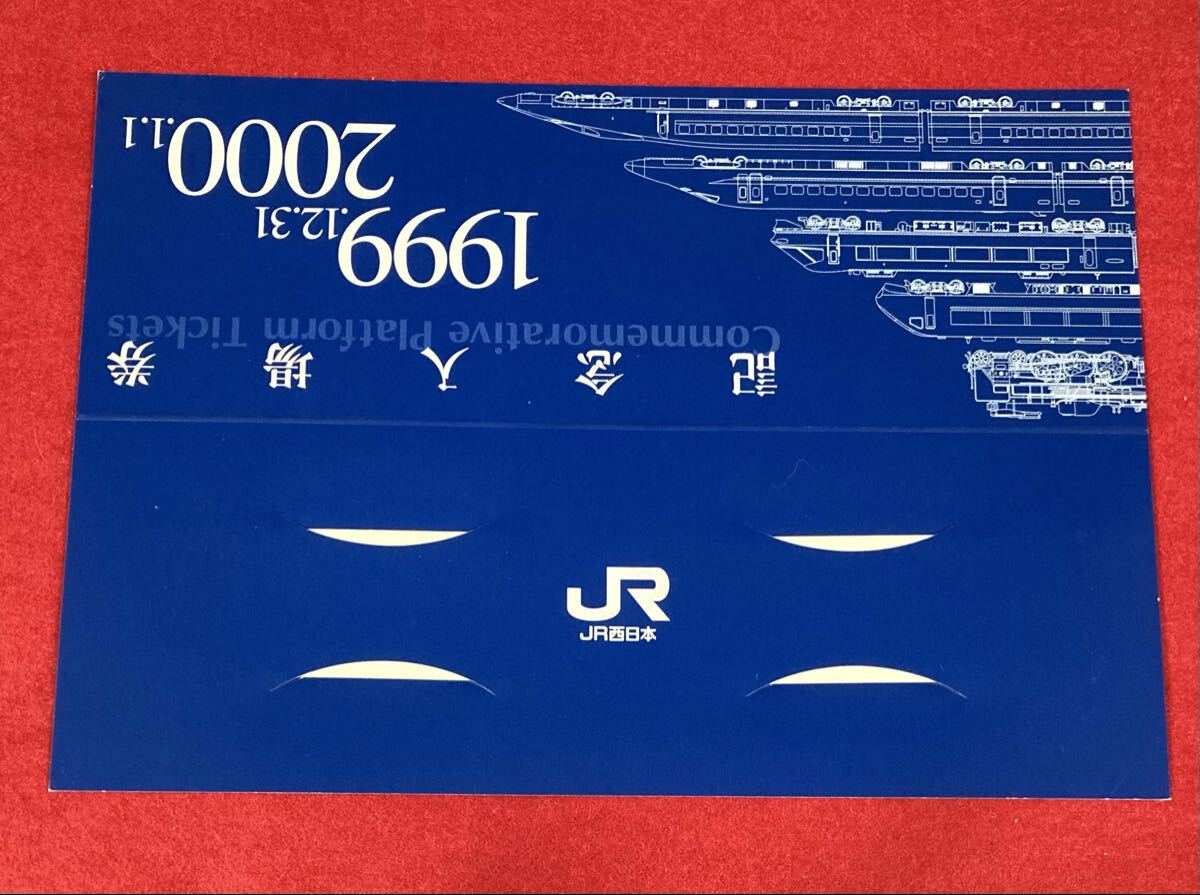 記念入場券
Commemorative Platform Tickets
1999.12.31
2000.1.1
JR
JR西日本